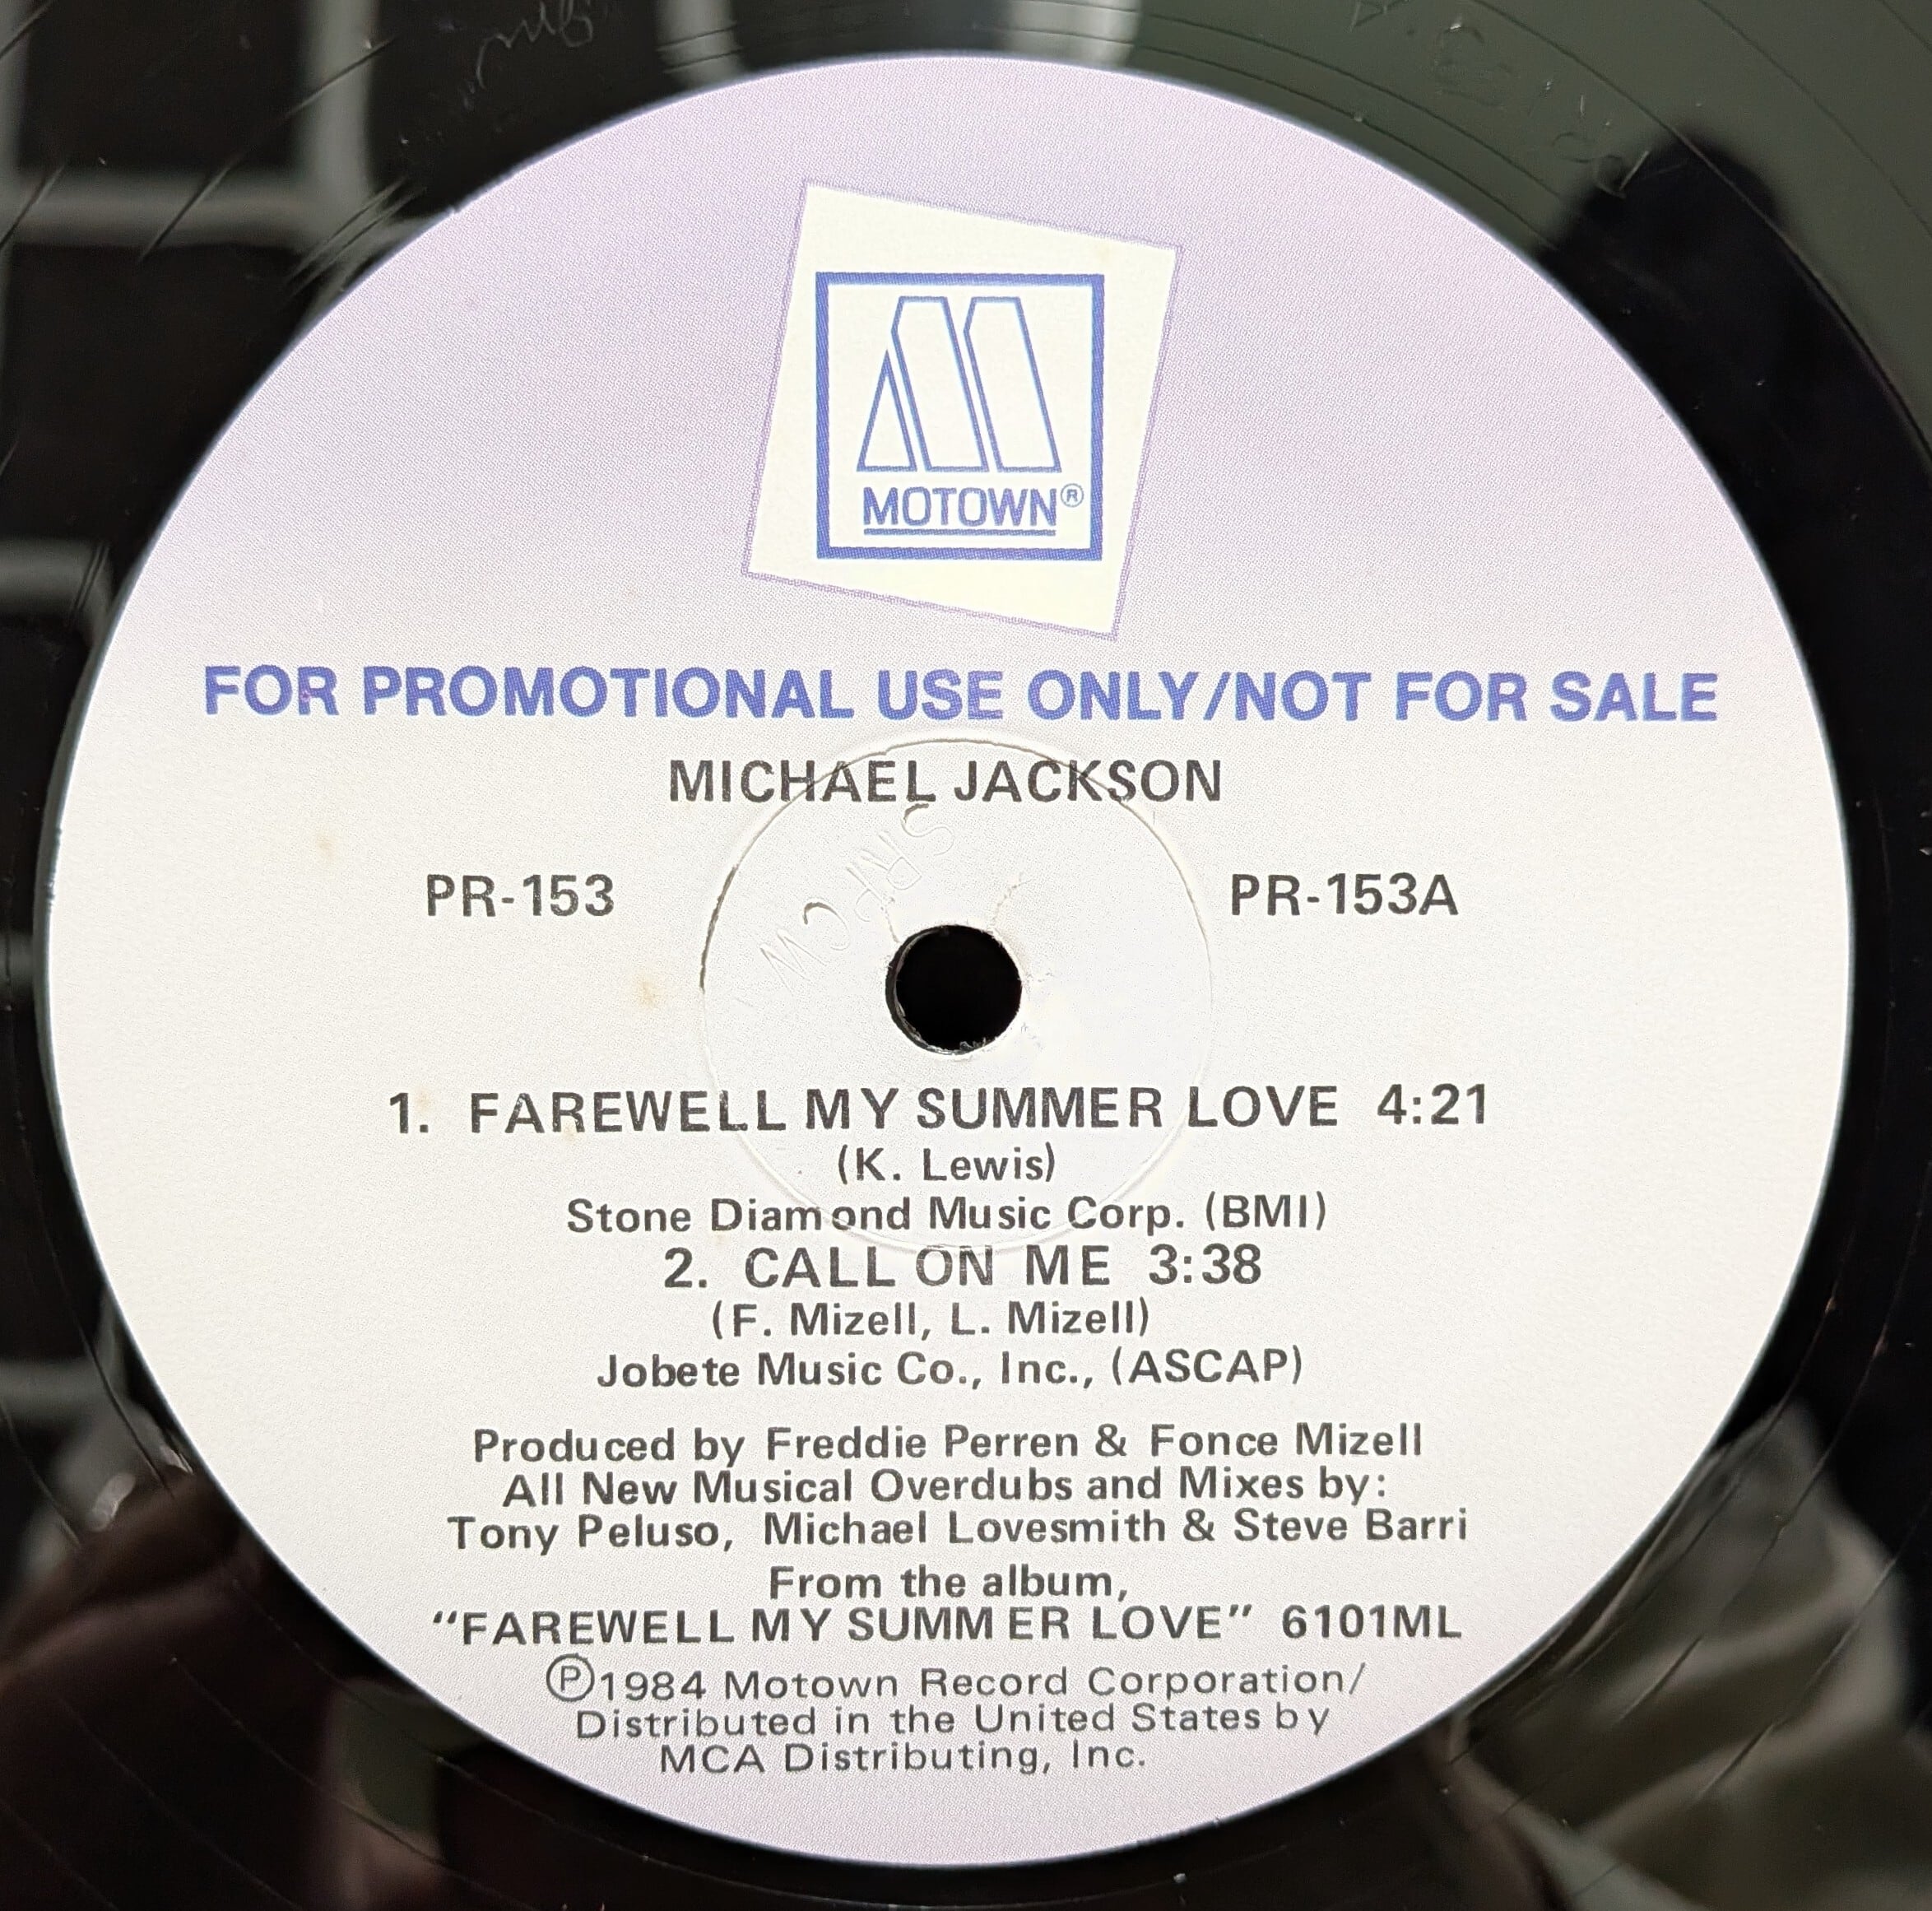 MOTOWN®
FOR PROMOTIONAL USE ONLY/NOT FOR SALE
MICHAEL JACKSON
PR-153 PR-153A
SRPCW
1. FAREWELL MY SUMMER LOVE 4:21
(K. Lewis)
Stone Diamond Music Corp. (BMI)
2. CALL ON ME 3:38
(F. Mizell, L. Mizell)
Jobete Music Co., Inc., (ASCAP)
Produced by Freddie Perren & Fonce Mizell
All New Musical Overdubs and Mixes by:
Tony Peluso, Michael Lovesmith & Steve Barri
From the album,
“FAREWELL MY SUMMER LOVE” 6101ML
Ⓟ1984 Motown Record Corporation/
Distributed in the United States by
MCA Distributing, Inc.